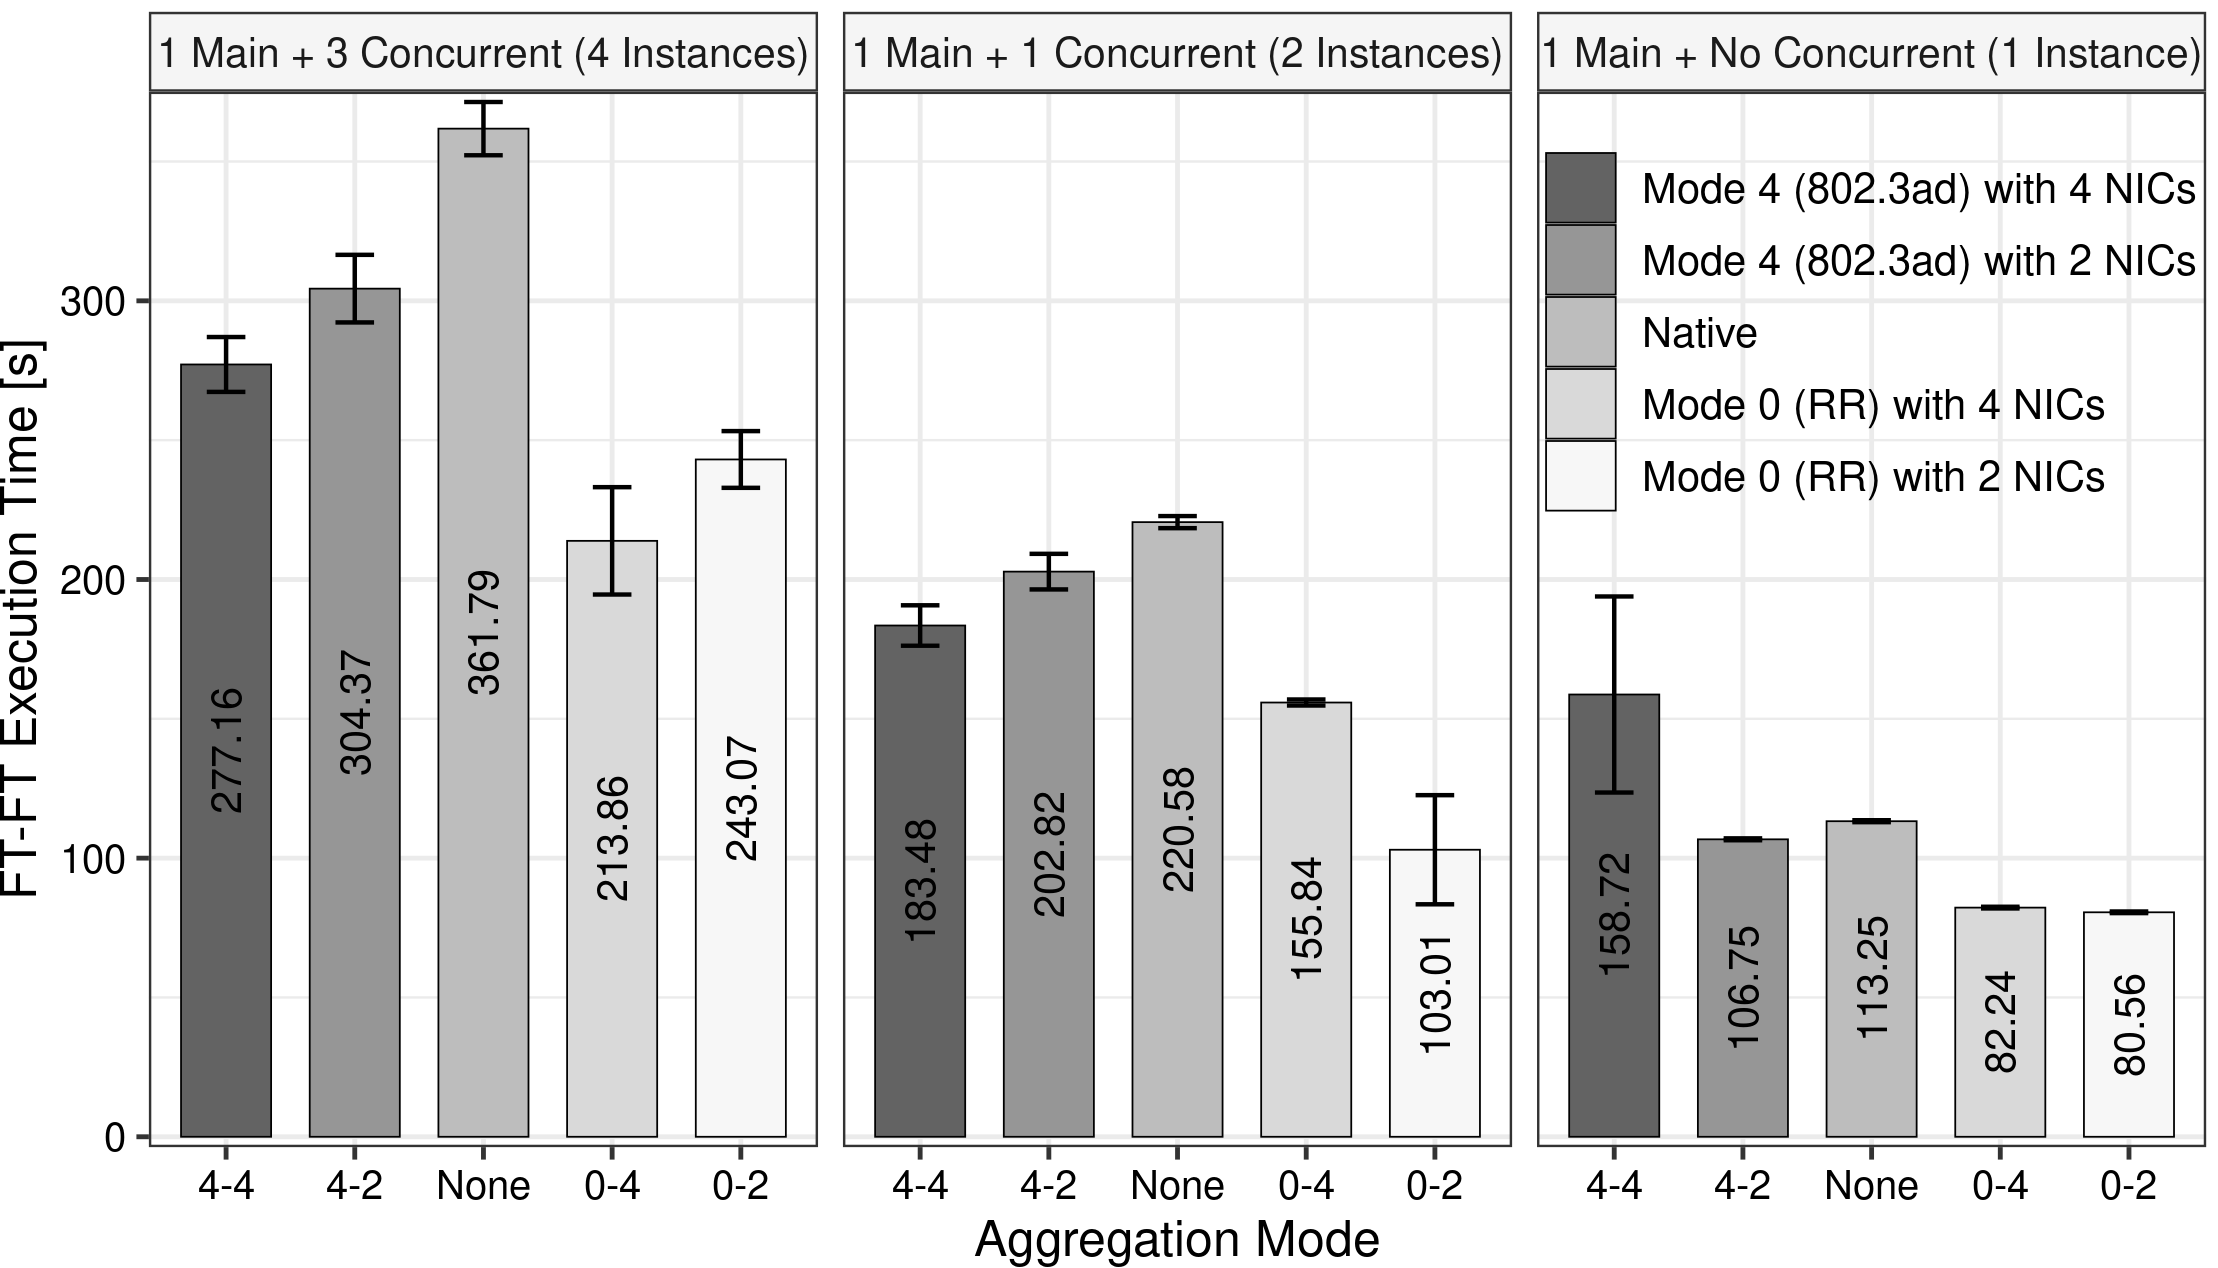 1 Main + 3 Concurrent (4 Instances)
1 Main + 1 Concurrent (2 Instances)
1 Main + No Concurrent (1 Instance)
FT-FT Execution Time [s]
300
200
100
0
277.16
304.37
361.79
213.86
243.07
183.48
202.82
220.58
155.84
103.01
158.72
106.75
113.25
82.24
80.56
Mode 4 (802.3ad) with 4 NICs
Mode 4 (802.3ad) with 2 NICs
Native
Mode 0 (RR) with 4 NICs
Mode 0 (RR) with 2 NICs
4-4 4-2 None 0-4 0-2
4-4 4-2 None 0-4 0-2
4-4 4-2 None 0-4 0-2
Aggregation Mode